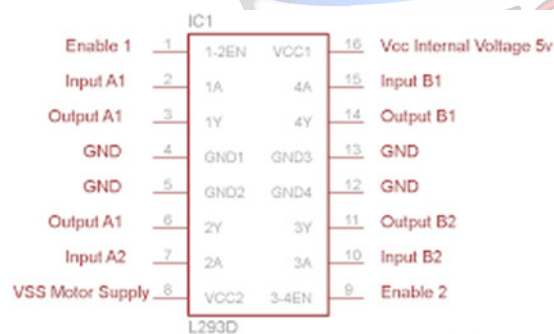 IC1
Enable 1 1 1-2EN VCC1 16 Vcc Internal Voltage 5v
Input A1 2 1A 4A 15 Input B1
Output A1 3 1Y 4Y 14 Output B1
GND 4 GND1 GND3 13 GND
GND 5 GND2 GND4 12 GND
Output A1 6 2Y 3Y 11 Output B2
Input A2 7 2A 3A 10 Input B2
VSS Motor Supply 8 VCC2 3-4EN 9 Enable 2
L293D